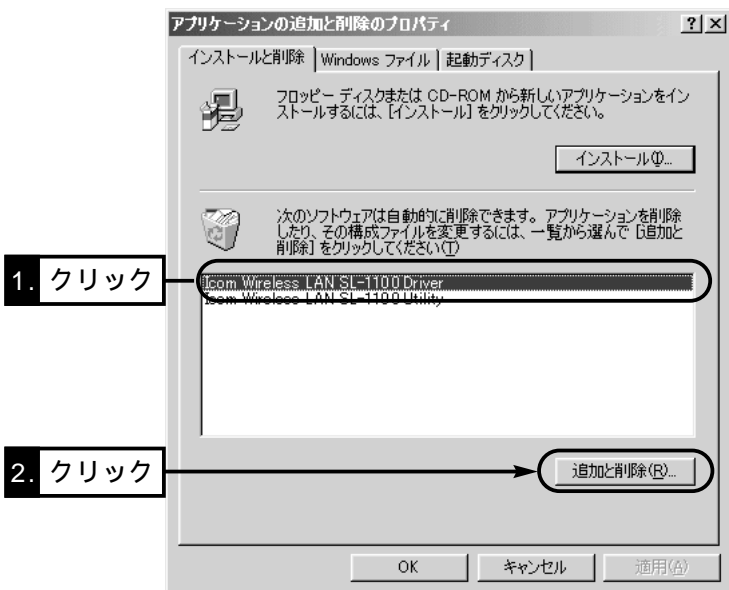 アプリケーションの追加と削除のプロパティ
インストールと削除 Windows ファイル 起動ディスク
フロッピー ディスクまたは CD-ROM から新しいアプリケーションをイン
ストールするには、[インストール] をクリックしてください。
インストール(I)...
次のソフトウェアは自動的に削除できます。アプリケーションを削除
したり、その構成ファイルを変更するには、一覧から選んで [追加と
削除] をクリックしてください(T)
1. クリック
Icom Wireless LAN SL-1100 Driver
Icom Wireless LAN SL-1100 Utility
2. クリック
追加と削除(R)...
OK キャンセル 適用(A)